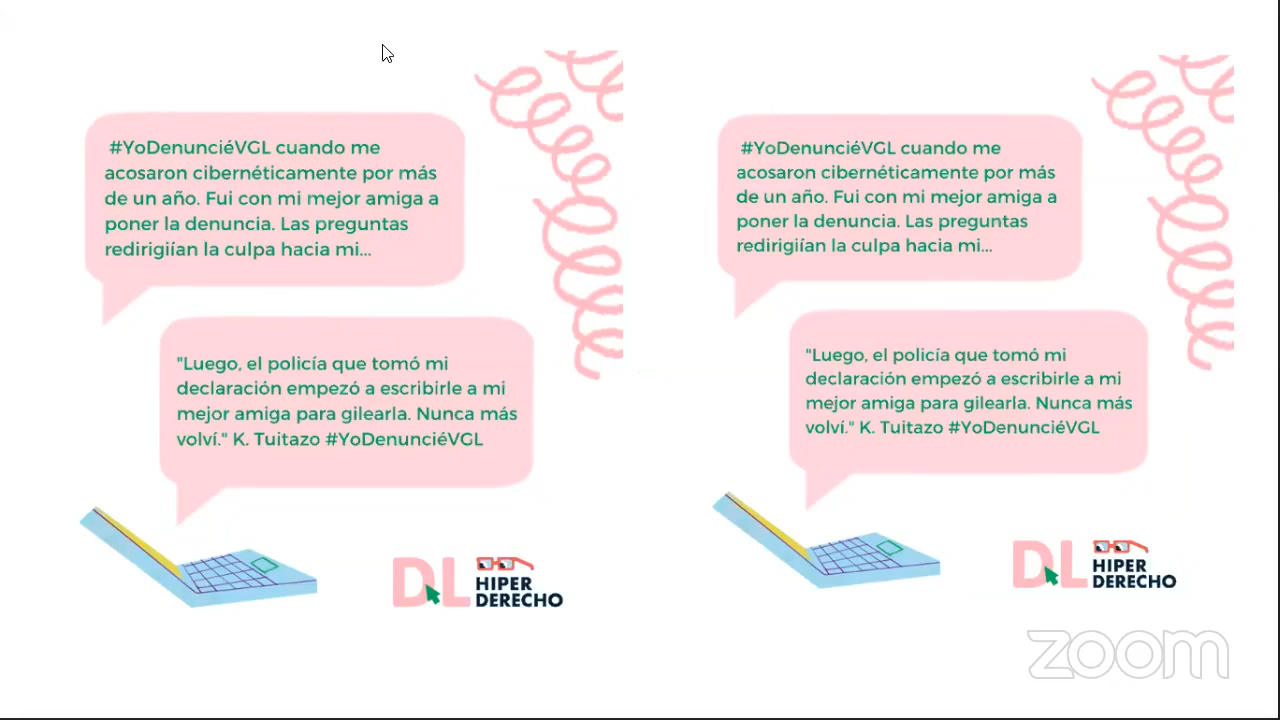 #YoDenunciéVGL cuando me
acosaron cibernéticamente por más
de un año. Fui con mi mejor amiga a
poner la denuncia. Las preguntas
redirigiían la culpa hacia mi...
"Luego, el policía que tomó mi
declaración empezó a escribirle a mi
mejor amiga para gilearla. Nunca más
volví." K. Tuitazo #YoDenunciéVGL
DL
HIPER
DERECHO
#YoDenunciéVGL cuando me
acosaron cibernéticamente por más
de un año. Fui con mi mejor amiga a
poner la denuncia. Las preguntas
redirigiían la culpa hacia mi...
"Luego, el policía que tomó mi
declaración empezó a escribirle a mi
mejor amiga para gilearla. Nunca más
volví." K. Tuitazo #YoDenunciéVGL
DL
HIPER
DERECHO
zoom